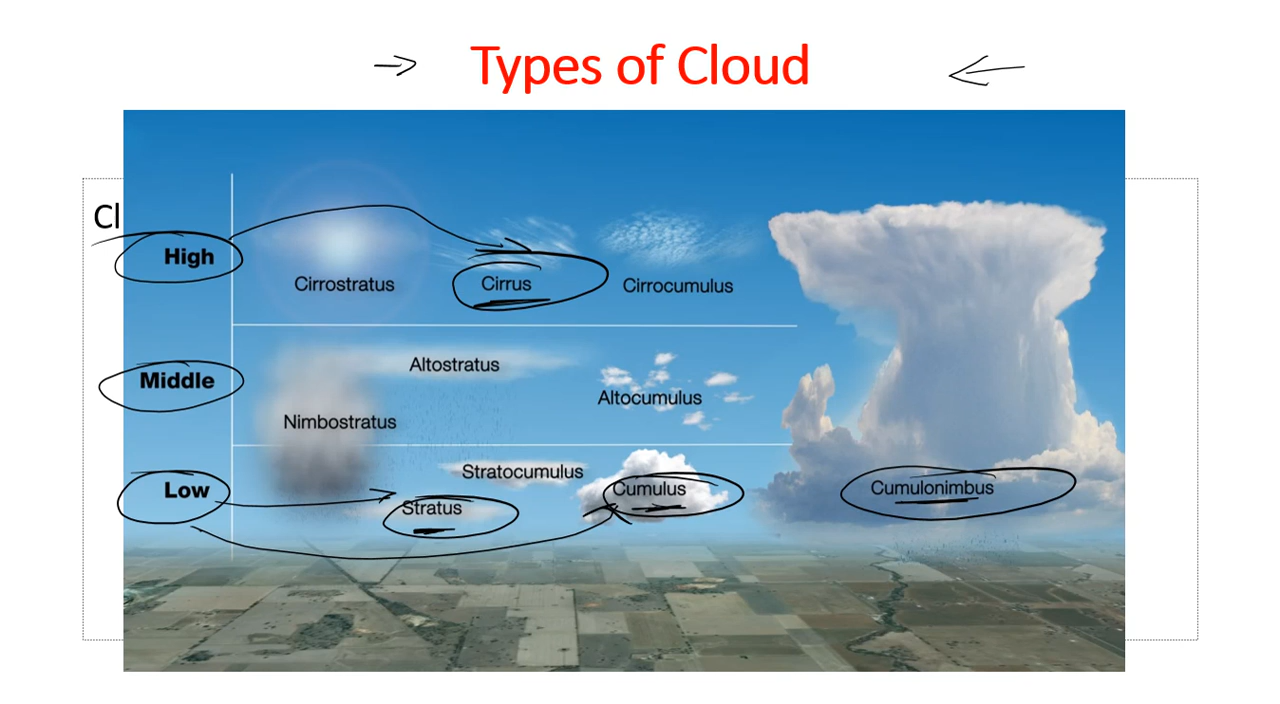 Types of Cloud
Cl
High
Cirrostratus
Cirrus
Cirrocumulus
Middle
Altostratus
Altocumulus
Nimbostratus
Low
Stratocumulus
Cumulus
Cumulonimbus
Stratus